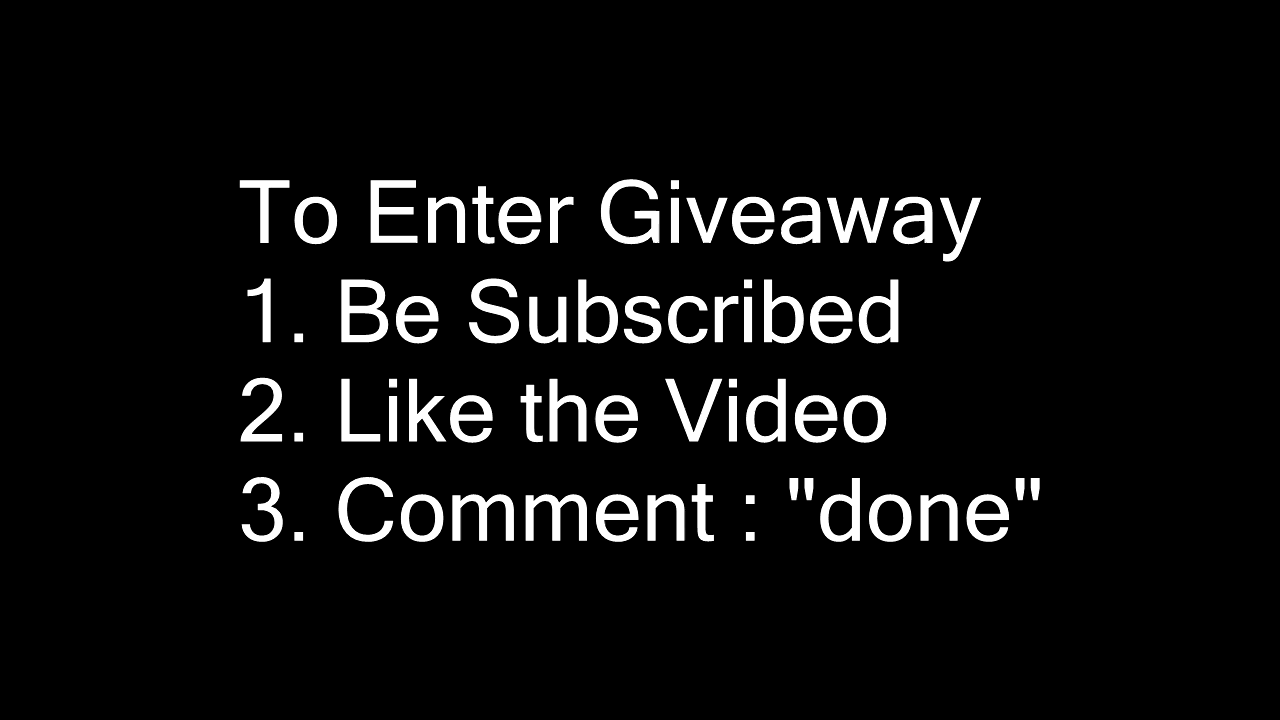 To Enter Giveaway
1. Be Subscribed
2. Like the Video
3. Comment : "done"